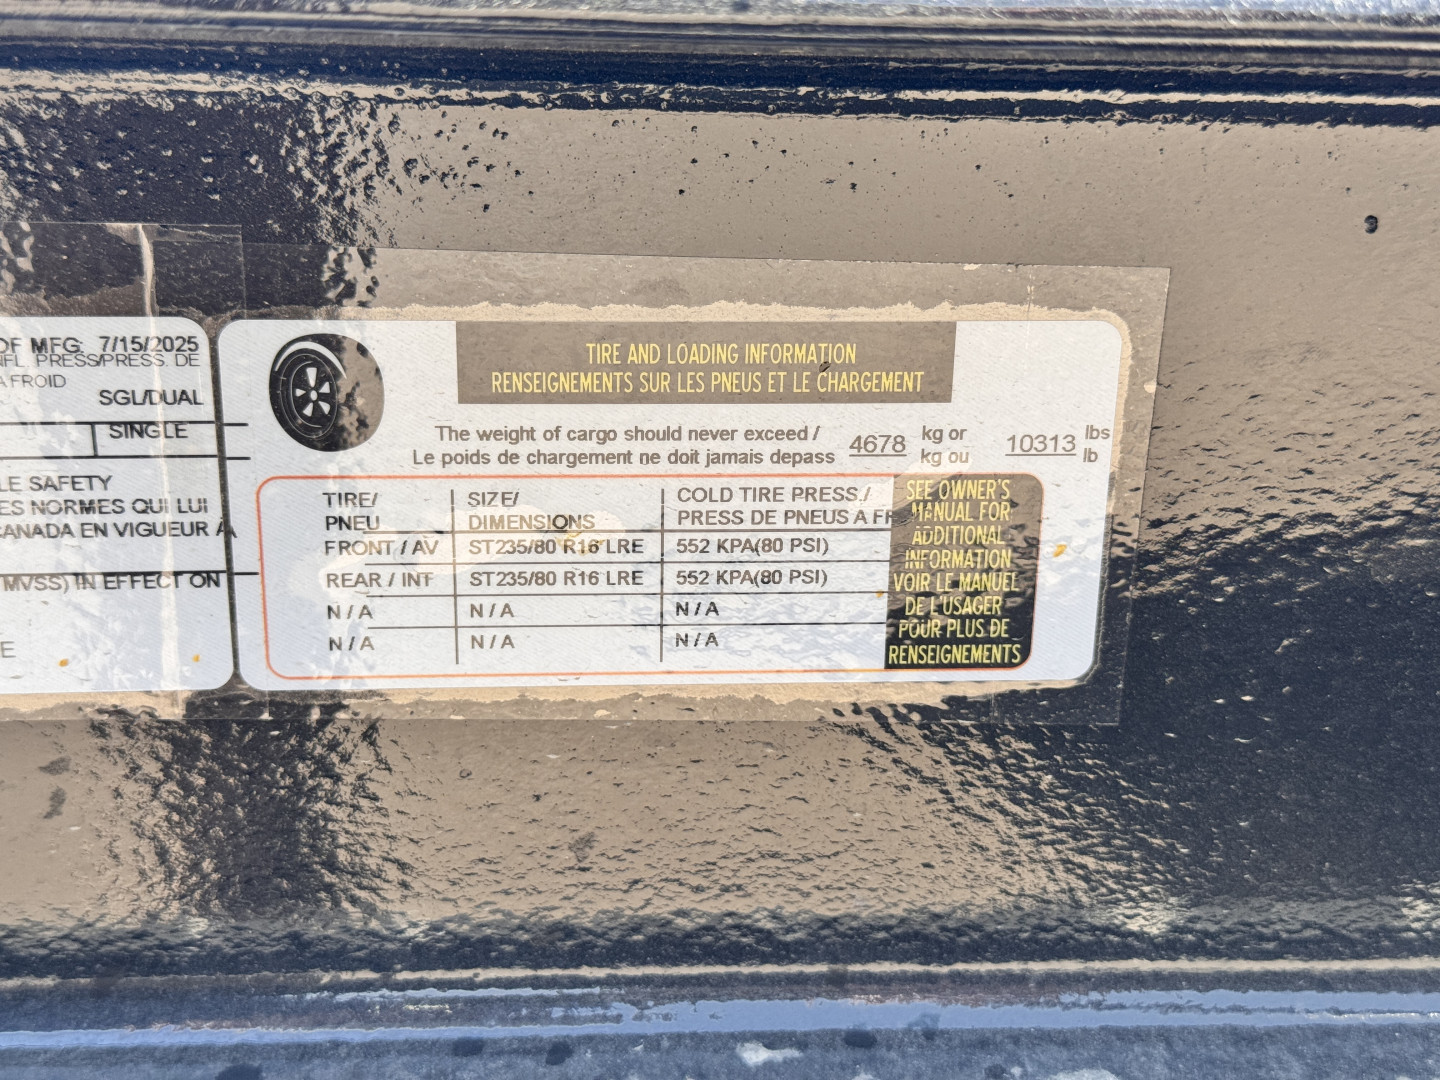 OF MFG: 7/15/2025
NFL PRESS/PRESS. DE
A FROID
SGL/DUAL
SINGLE
LE SAFETY
ES NORMES QUI LUI
CANADA EN VIGUEUR A
MVSS) IN EFFECT ON
E
TIRE AND LOADING INFORMATION
RENSEIGNEMENTS SUR LES PNEUS ET LE CHARGEMENT
The weight of cargo should never exceed / 4678 kg or 10313 lbs
Le poids de chargement ne doit jamais depass kg ou lb
TIRE/ SIZE/ COLD TIRE PRESS./
PNEU DIMENSIONS PRESS DE PNEUS A FR
FRONT / AV ST235/80 R16 LRE 552 KPA(80 PSI)
REAR / INT ST235/80 R16 LRE 552 KPA(80 PSI)
N / A N / A N / A
N / A N / A N / A
SEE OWNER'S
MANUAL FOR
ADDITIONAL
INFORMATION
VOIR LE MANUEL
DE L'USAGER
POUR PLUS DE
RENSEIGNEMENTS